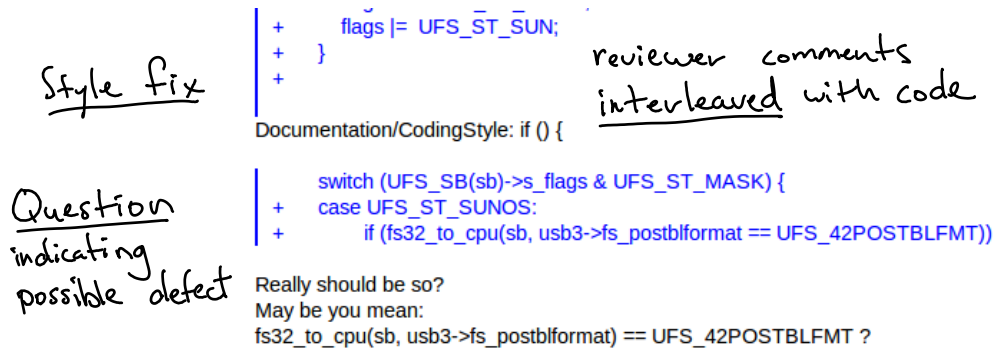 + flags |= UFS_ST_SUN;
+ }
+
Style fix
reviewer comments
interleaved with code
Documentation/CodingStyle: if () {
switch (UFS_SB(sb)->s_flags & UFS_ST_MASK) {
+ case UFS_ST_SUNOS:
+ if (fs32_to_cpu(sb, usb3->fs_postblformat == UFS_42POSTBLFMT))
Question
indicating
possible defect
Really should be so?
May be you mean:
fs32_to_cpu(sb, usb3->fs_postblformat) == UFS_42POSTBLFMT ?